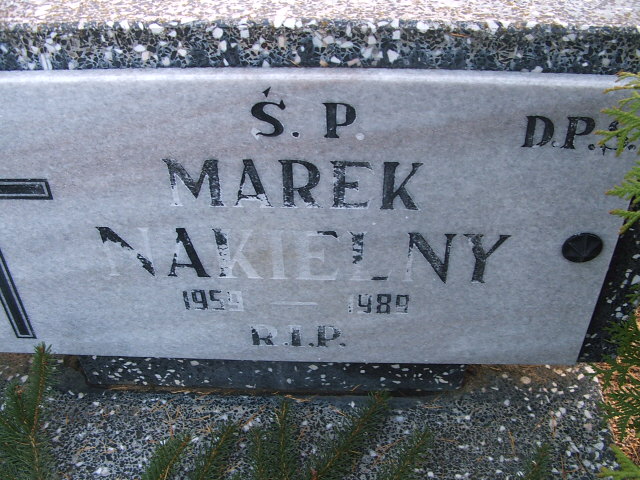 Ś. P.
D.P.
MAREK
NAKIELNY
1959 — 1989
R.I.P.